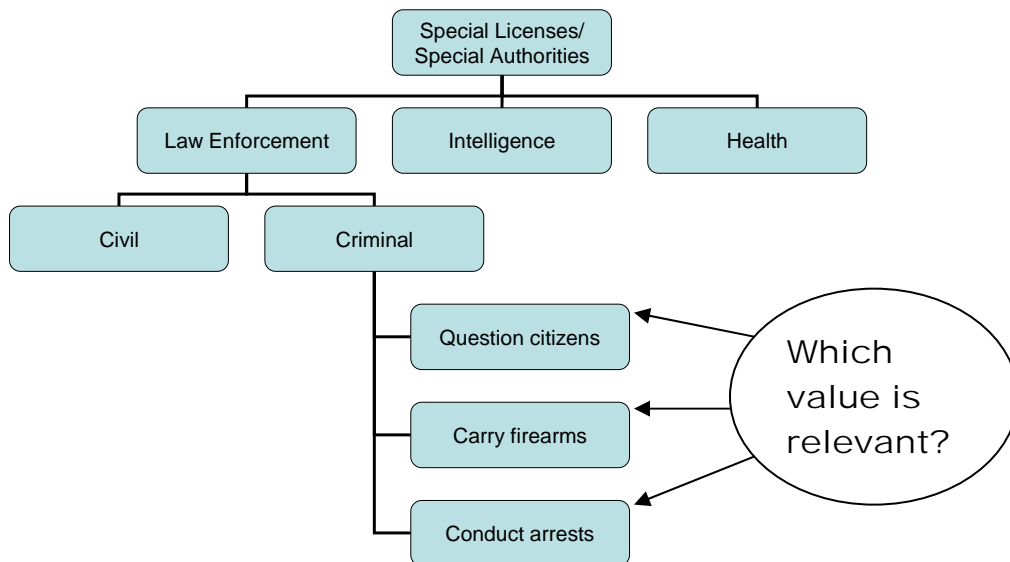 Special Licenses/
Special Authorities
Law Enforcement
Intelligence
Health
Civil
Criminal
Question citizens
Carry firearms
Conduct arrests
Which
value is
relevant?